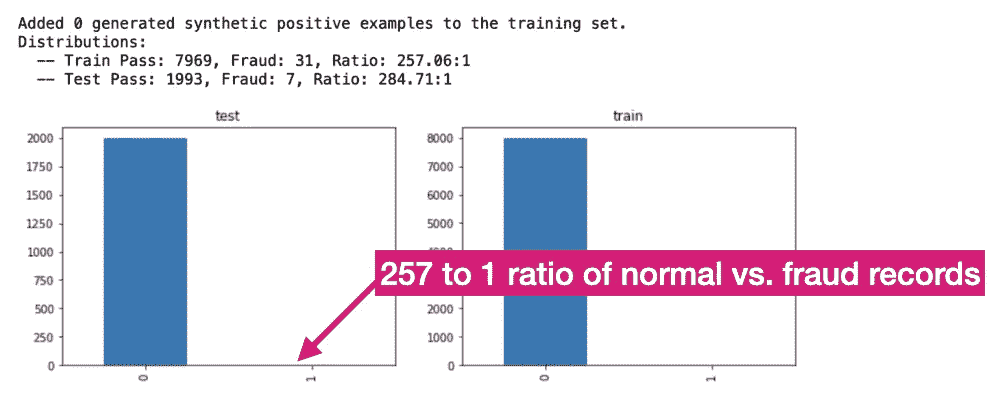 Added 0 generated synthetic positive examples to the training set.
Distributions:
-- Train Pass: 7969, Fraud: 31, Ratio: 257.06:1
-- Test Pass: 1993, Fraud: 7, Ratio: 284.71:1
test
2000
1750
1500
1250
1000
750
500
250
0
0
1
train
8000
7000
6000
5000
2000
1000
0
0
1
257 to 1 ratio of normal vs. fraud records